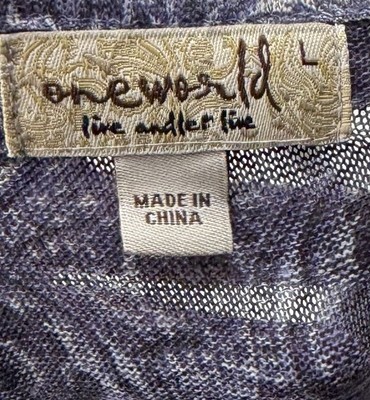 oneworld
L
live and let live
MADE IN
CHINA